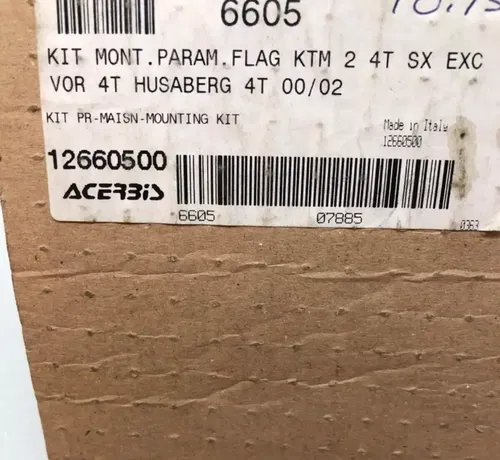 6605
KIT MONT.PARAM.FLAG KTM 2 4T SX EXC
VOR 4T HUSABERG 4T 00/02
KIT PR-MAISN-MOUNTING KIT
Made in Italy
12660500
12660500
ACERBIS
6605 07885
0363